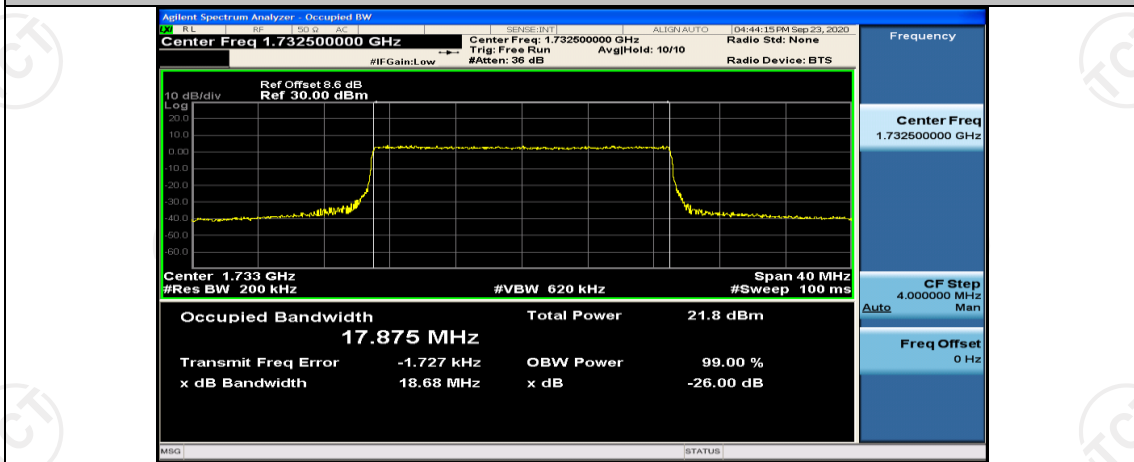 Agilent Spectrum Analyzer - Occupied BW
LXI RL RF 50 Ω AC SENSE:INT ALIGN AUTO 04:44:15 PM Sep 23, 2020
Center Freq 1.732500000 GHz
Center Freq: 1.732500000 GHz
Radio Std: None
Trig: Free Run Avg|Hold: 10/10
#IFGain:Low
#Atten: 36 dB
Radio Device: BTS
Ref Offset 8.6 dB
10 dB/div Ref 30.00 dBm
Log
20.0
10.0
0.00
-10.0
-20.0
-30.0
-40.0
-50.0
-60.0
Center 1.733 GHz
Span 40 MHz
#Res BW 200 kHz
#VBW 620 kHz
#Sweep 100 ms
Occupied Bandwidth
17.875 MHz
Total Power 21.8 dBm
Transmit Freq Error -1.727 kHz
OBW Power 99.00 %
x dB Bandwidth 18.68 MHz
x dB -26.00 dB
MSG
STATUS
Frequency
Center Freq
1.732500000 GHz
CF Step
4.000000 MHz
Auto Man
Freq Offset
0 Hz